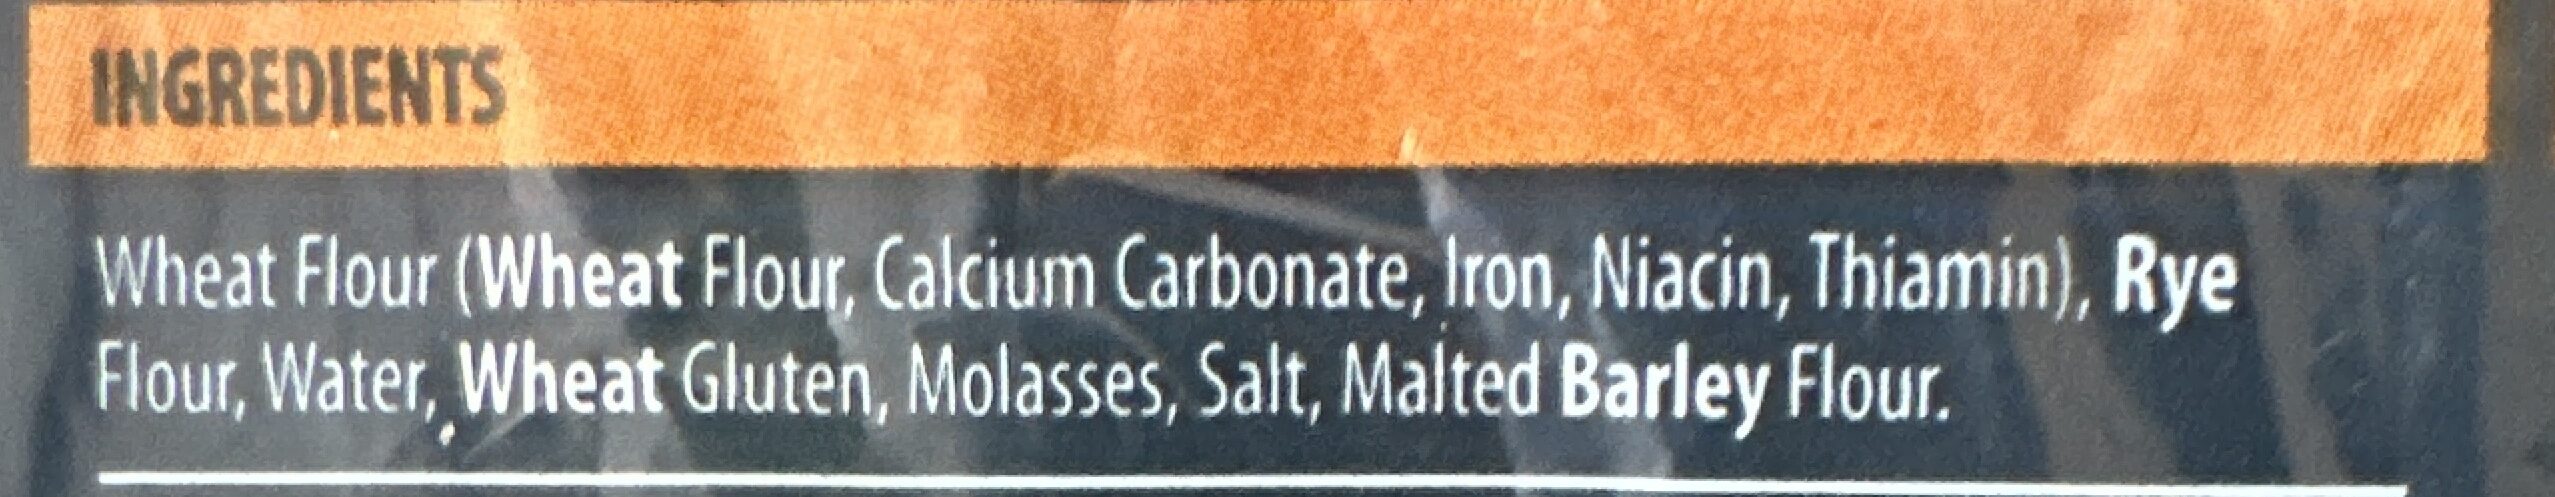 INGREDIENTS
Wheat Flour (Wheat Flour, Calcium Carbonate, Iron, Niacin, Thiamin), Rye
Flour, Water, Wheat Gluten, Molasses, Salt, Malted Barley Flour.